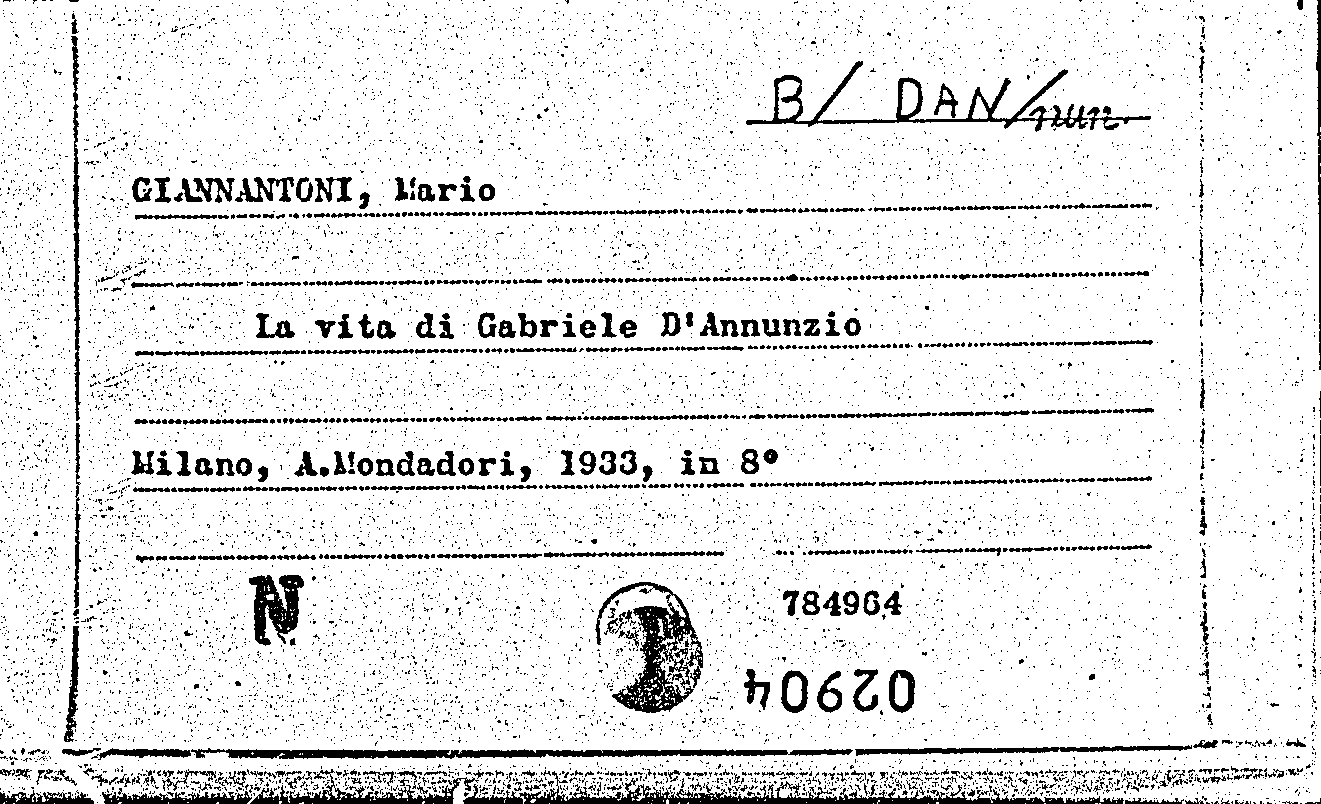 B/ DAN/nun.
GIANNANTONI, Mario
La vita di Gabriele D'Annunzio
Milano, A.Mondadori, 1933, in 8°
N
784964
02904